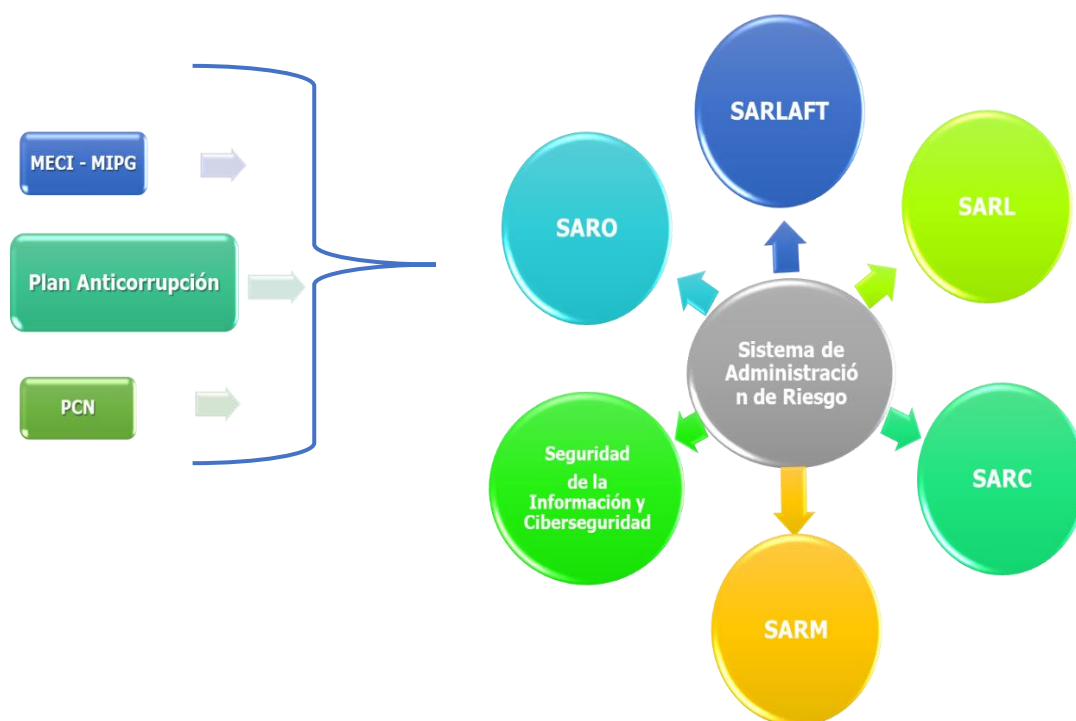 MECI - MIPG
Plan Anticorrupción
PCN
SARLAFT
SARO
SARL
Sistema de
Administració
n de Riesgo
Seguridad
de la
Información y
Ciberseguridad
SARC
SARM